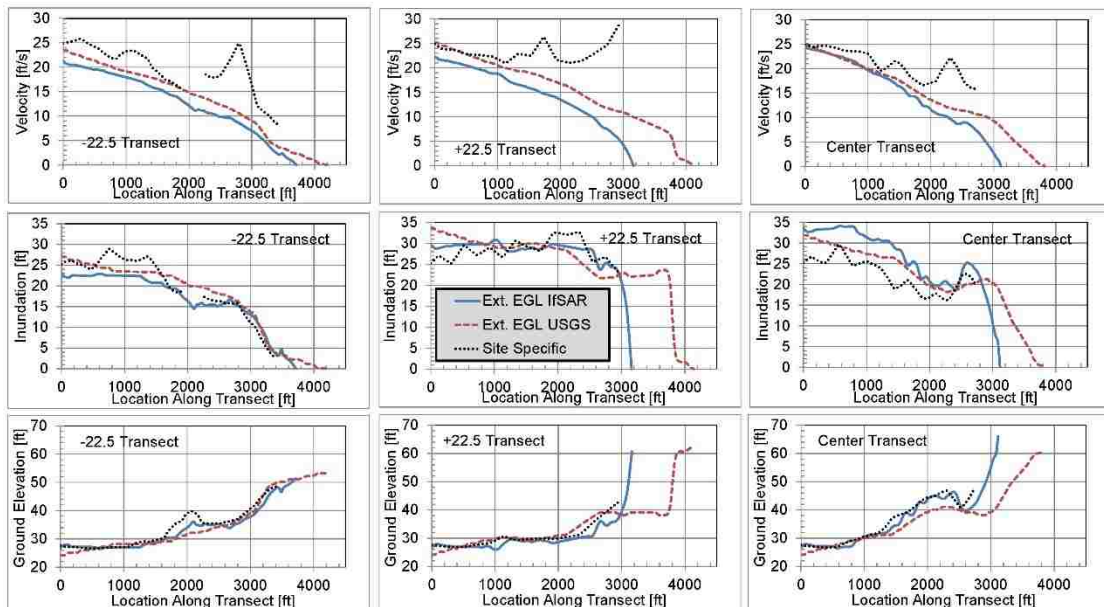 30
25
20
15
10
5
0
Velocity [ft/s]
-22.5 Transect
0 1000 2000 3000 4000
Location Along Transect [ft]
30
25
20
15
10
5
0
Velocity [ft/s]
+22.5 Transect
0 1000 2000 3000 4000
Location Along Transect [ft]
30
25
20
15
10
5
0
Velocity [ft/s]
Center Transect
0 1000 2000 3000 4000
Location Along Transect [ft]
35
30
25
20
15
10
5
0
Inundation [ft]
-22.5 Transect
0 1000 2000 3000 4000
Location Along Transect [ft]
35
30
25
20
15
10
5
0
Inundation [ft]
+22.5 Transect
Ext. EGL IfSAR
Ext. EGL USGS
Site Specific
0 1000 2000 3000 4000
Location Along Transect [ft]
35
30
25
20
15
10
5
0
Inundation [ft]
Center Transect
0 1000 2000 3000 4000
Location Along Transect [ft]
70
60
50
40
30
20
Ground Elevation [ft]
-22.5 Transect
0 1000 2000 3000 4000
Location Along Transect [ft]
70
60
50
40
30
20
Ground Elevation [ft]
+22.5 Transect
0 1000 2000 3000 4000
Location Along Transect [ft]
70
60
50
40
30
20
Ground Elevation [ft]
Center Transect
0 1000 2000 3000 4000
Location Along Transect [ft]